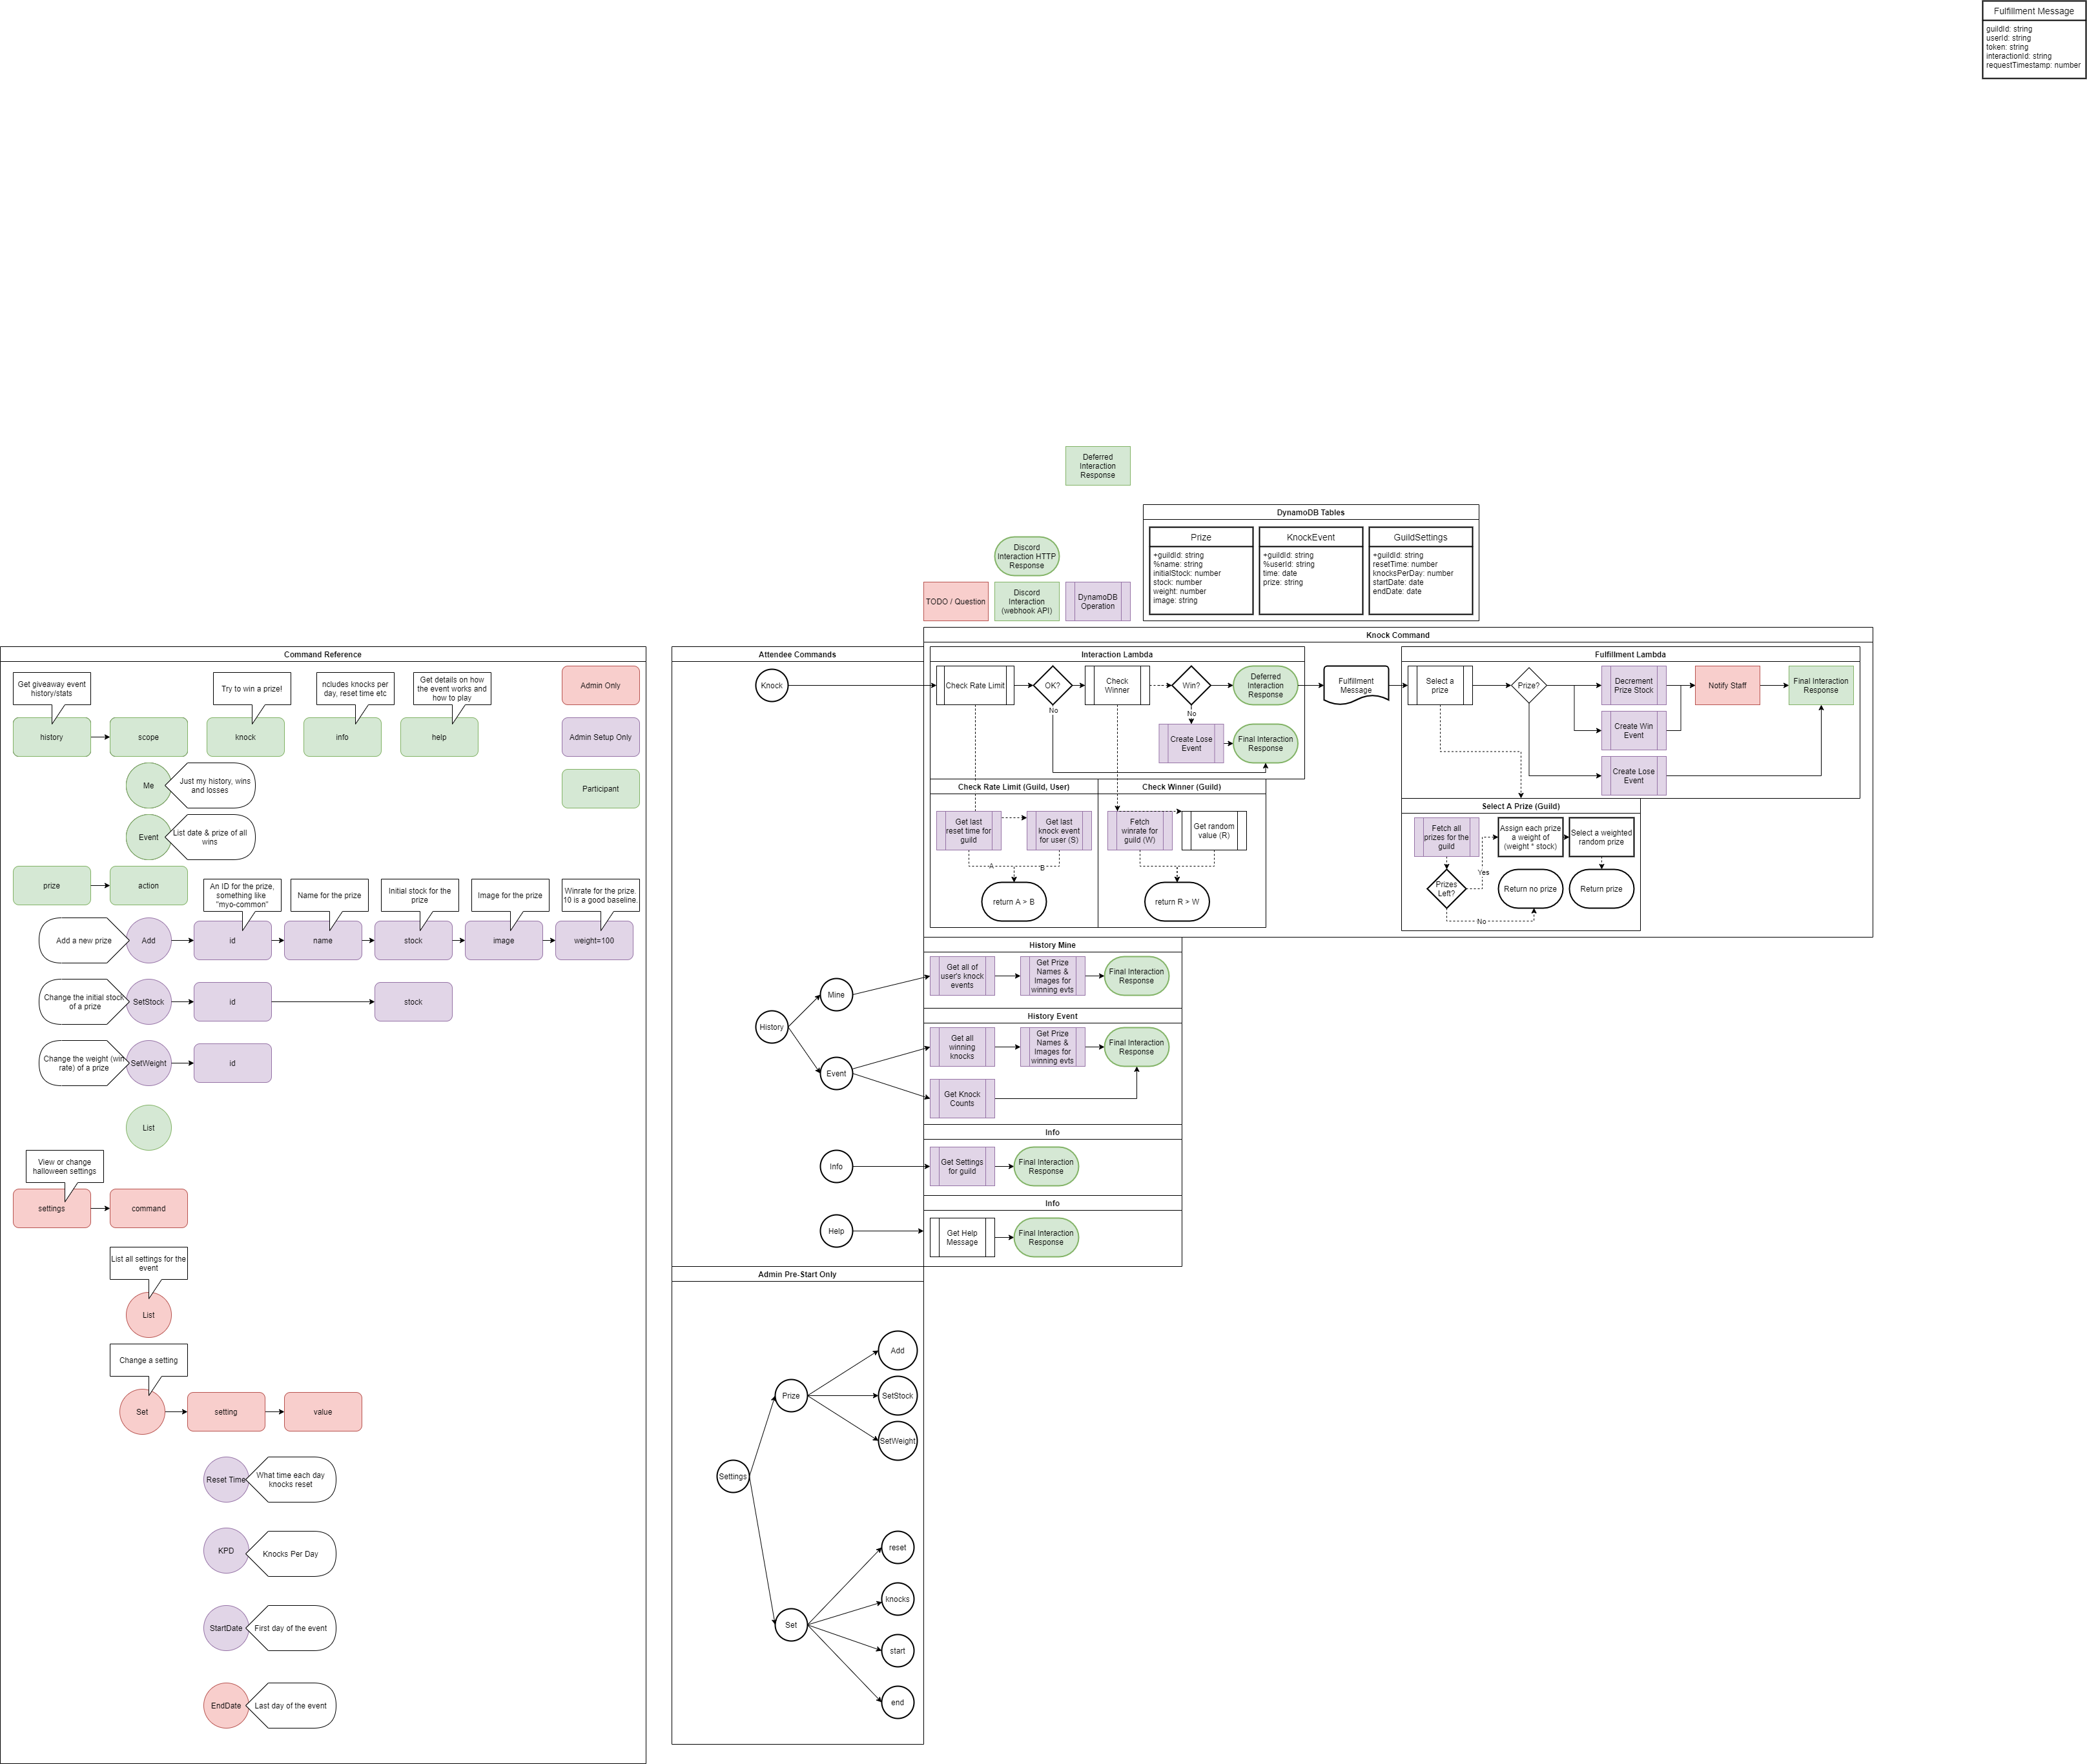 Fulfillment Message
guildId: string
userId: string
token: string
interactionId: string
requestTimestamp: number
Deferred
Interaction
Response
DynamoDB Tables
Prize
+guildId: string
%name: string
initialStock: number
stock: number
weight: number
image: string
KnockEvent
+guildId: string
%userId: string
time: date
prize: string
GuildSettings
+guildId: string
resetTime: number
knocksPerDay: number
startDate: date
endDate: date
Discord
Interaction HTTP
Response
TODO / Question
Discord
Interaction
(webhook API)
DynamoDB
Operation
Command Reference
Get giveaway event
history/stats
Try to win a prize!
ncludes knocks per
day, reset time etc
Get details on how
the event works and
how to play
Admin Only
history
scope
knock
info
help
Admin Setup Only
Me
Just my history, wins
and losses
Participant
Event
List date & prize of all
wins
prize
action
An ID for the prize,
something like
"myo-common"
Name for the prize
Initial stock for the
prize
Image for the prize
Winrate for the prize.
10 is a good baseline.
Add a new prize
Add
id
name
stock
image
weight=100
Change the initial stock
of a prize
SetStock
id
stock
Change the weight (win
rate) of a prize
SetWeight
id
List
View or change
halloween settings
settings
command
List all settings for the
event
List
Change a setting
Set
setting
value
Reset Time
What time each day
knocks reset
KPD
Knocks Per Day
StartDate
First day of the event
EndDate
Last day of the event
Attendee Commands
Knock
History
Mine
Event
Info
Help
Admin Pre-Start Only
Settings
Prize
Add
SetStock
SetWeight
Set
reset
knocks
start
end
Knock Command
Interaction Lambda
Check Rate Limit
OK?
No
Check
Winner
Win?
No
Deferred
Interaction
Response
Create Lose
Event
Final Interaction
Response
Fulfillment
Message
Fulfillment Lambda
Select a
prize
Prize?
Decrement
Prize Stock
Notify Staff
Final Interaction
Response
Create Win
Event
Create Lose
Event
Check Rate Limit (Guild, User)
Get last
reset time for
guild
Get last
knock event
for user (S)
A
B
return A > B
Check Winner (Guild)
Fetch
winrate for
guild (W)
Get random
value (R)
return R > W
Select A Prize (Guild)
Fetch all
prizes for the
guild
Assign each prize
a weight of
(weight * stock)
Select a weighted
random prize
Yes
Prizes
Left?
No
Return no prize
Return prize
History Mine
Get all of
user's knock
events
Get Prize
Names &
Images for
winning evts
Final Interaction
Response
History Event
Get all
winning
knocks
Get Prize
Names &
Images for
winning evts
Final Interaction
Response
Get Knock
Counts
Info
Get Settings
for guild
Final Interaction
Response
Info
Get Help
Message
Final Interaction
Response